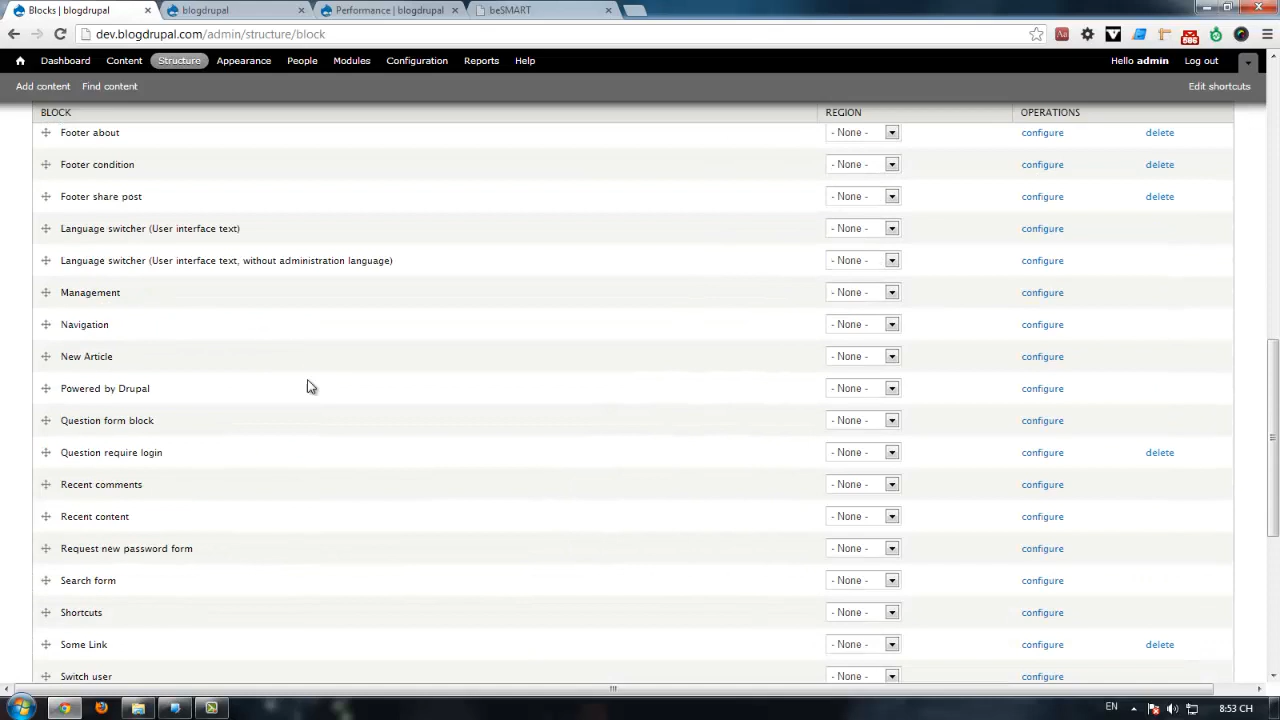 Blocks | blogdrupal
blogdrupal
Performance | blogdrupal
beSMART
dev.blogdrupal.com/admin/structure/block
586
Dashboard Content Structure Appearance People Modules Configuration Reports Help Hello admin Log out
Add content Find content Edit shortcuts
BLOCK REGION OPERATIONS
Footer about - None - configure delete
Footer condition - None - configure delete
Footer share post - None - configure delete
Language switcher (User interface text) - None - configure
Language switcher (User interface text, without administration language) - None - configure
Management - None - configure
Navigation - None - configure
New Article - None - configure
Powered by Drupal - None - configure
Question form block - None - configure
Question require login - None - configure delete
Recent comments - None - configure
Recent content - None - configure
Request new password form - None - configure
Search form - None - configure
Shortcuts - None - configure
Some Link - None - configure delete
Switch user - None - configure
EN 8:53 CH